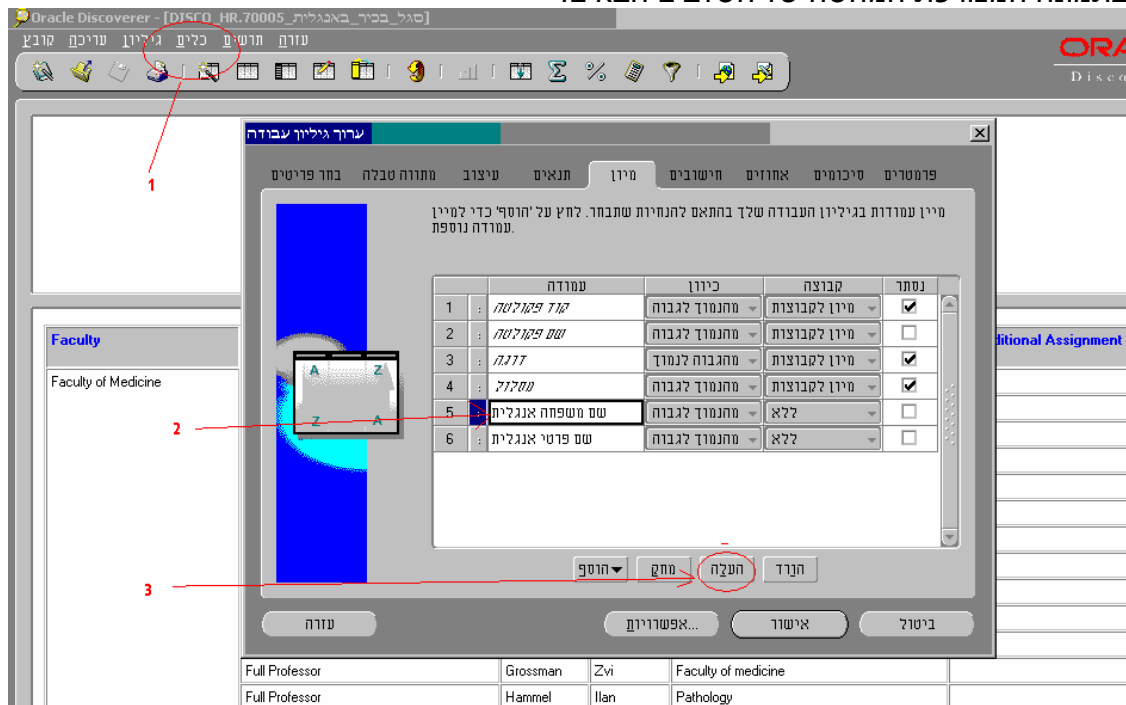 Oracle Discoverer - [DISCO_HR.70005_סגל_בכיר_באנגלית]
קובץ עריכה גיליון כלים תרשים עזרה
1
ערוך גיליון עבודה
בחר פריטים מתווה טבלה עיצוב תנאים מיון חישובים אחוזים סיכומים פרמטרים
מיין עמודות בגיליון העבודה שלך בהתאם להנחיות שתבחר. לחץ על 'הוסף' כדי למיין
עמודה נוספת.
עמודה כיוון קבוצה נסתר
1 קוד פקולטה מהנמוך לגבוה מיון לקבוצות
2 שם פקולטה מהנמוך לגבוה מיון לקבוצות
3 דרגה מהגבוה לנמוך מיון לקבוצות
4 מסלול מהנמוך לגבוה מיון לקבוצות
5 שם משפחה אנגלית מהנמוך לגבוה ללא
6 שם פרטי אנגלית מהנמוך לגבוה ללא
A Z
Z A
2
הוסף מחק העלה הורד
3
עזרה אפשרויות... אישור ביטול
Faculty
Faculty of Medicine
ditional Assignment
Full Professor Grossman Zvi Faculty of medicine
Full Professor Hammel Ilan Pathology